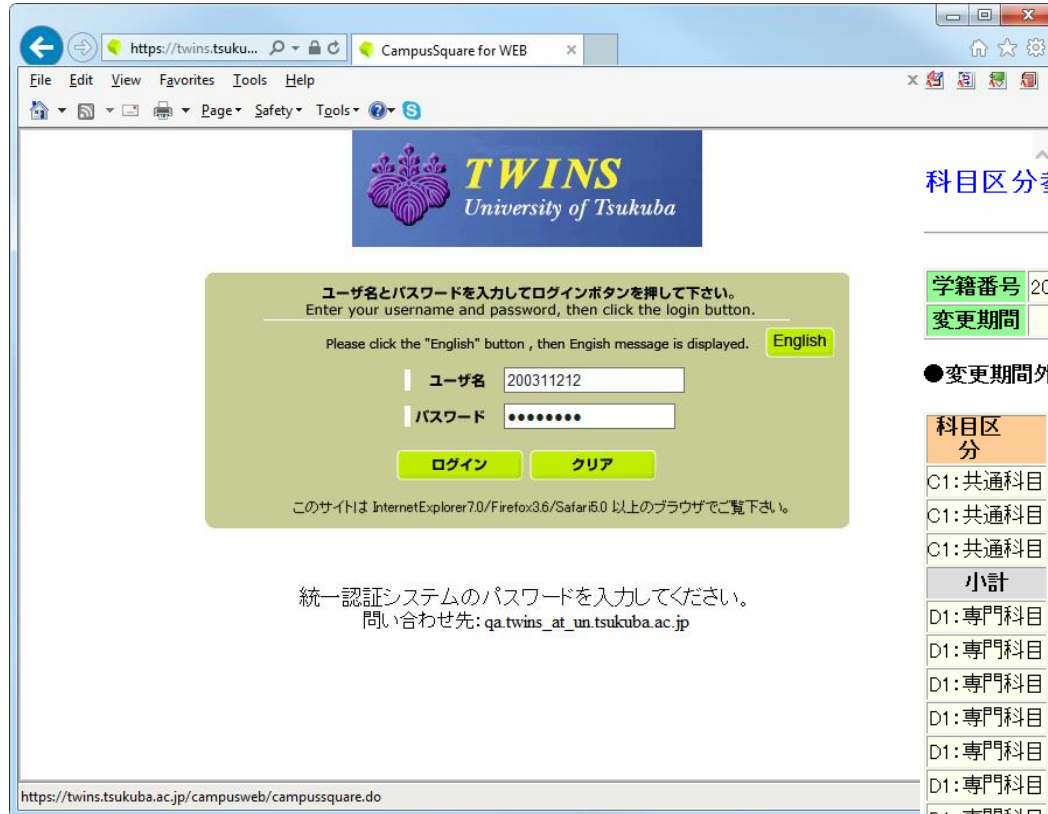 https://twins.tsuku...
CampusSquare for WEB
File Edit View Favorites Tools Help
Page Safety Tools
TWINS
University of Tsukuba
ユーザ名とパスワードを入力してログインボタンを押して下さい。
Enter your username and password, then click the login button.
Please click the "English" button , then Engish message is displayed.
English
ユーザ名
200311212
パスワード
••••••••
ログイン
クリア
このサイトは InternetExplorer7.0/Firefox3.6/Safari5.0 以上のブラウザでご覧下さい。
統一認証システムのパスワードを入力してください。
問い合わせ先: qa.twins_at_un.tsukuba.ac.jp
https://twins.tsukuba.ac.jp/campusweb/campussquare.do
科目区分
学籍番号 20
変更期間
●変更期間外
科目区
分
C1:共通科目
C1:共通科目
C1:共通科目
小計
D1:専門科目
D1:専門科目
D1:専門科目
D1:専門科目
D1:専門科目
D1:専門科目